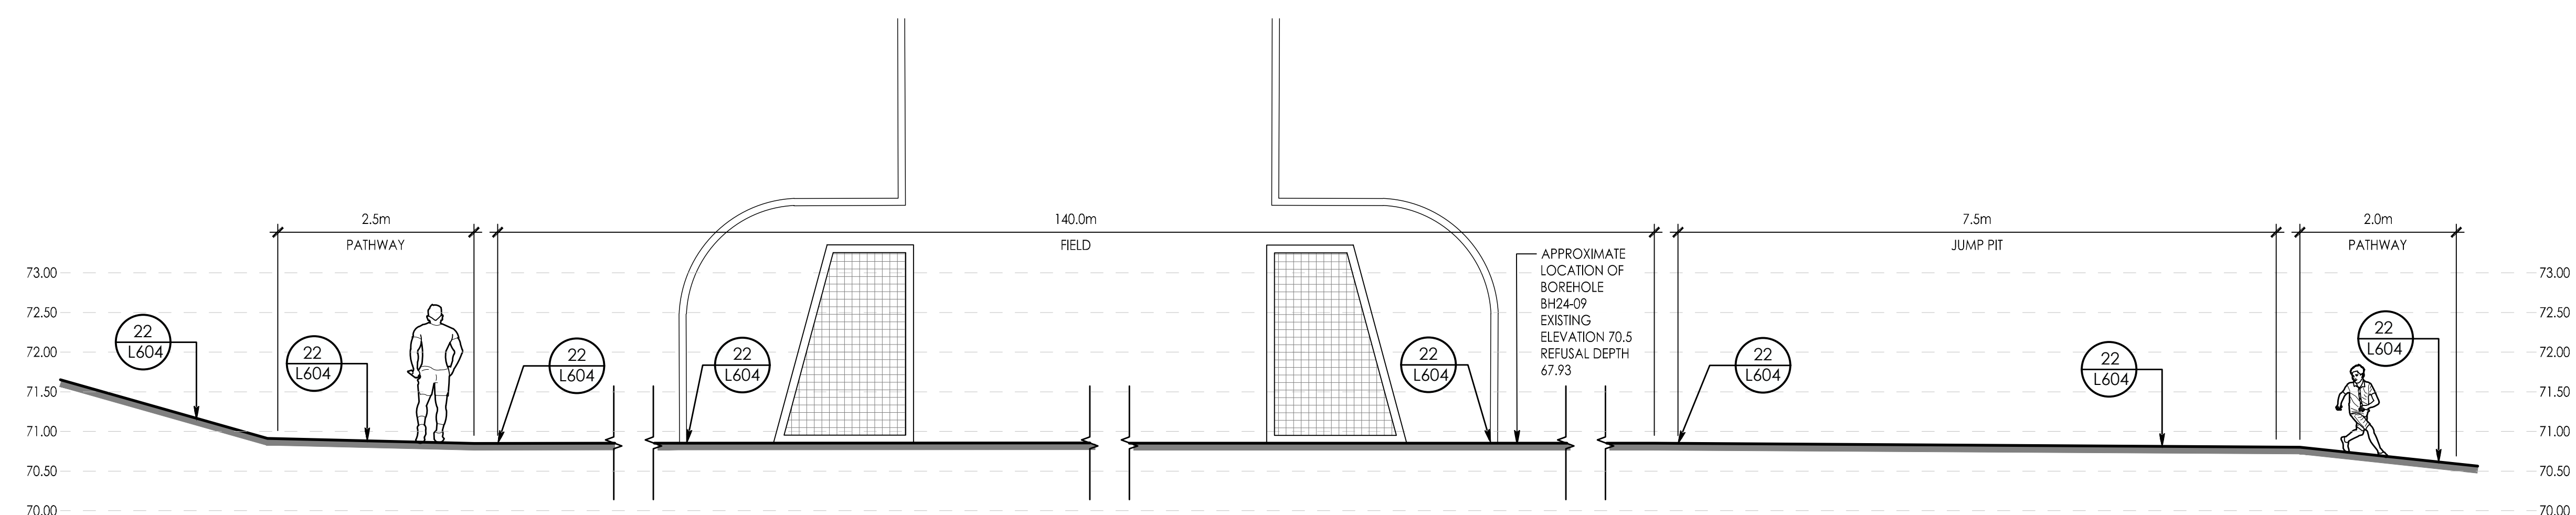 2.5m
140.0m
7.5m
2.0m
PATHWAY
FIELD
JUMP PIT
PATHWAY
APPROXIMATE
LOCATION OF
BOREHOLE
BH24-09
EXISTING
ELEVATION 70.5
REFUSAL DEPTH
67.93
73.00
72.50
72.00
71.50
71.00
70.50
70.00
22
L604
22
L604
22
L604
22
L604
22
L604
22
L604
22
L604
22
L604
73.00
72.50
72.00
71.50
71.00
70.50
70.00